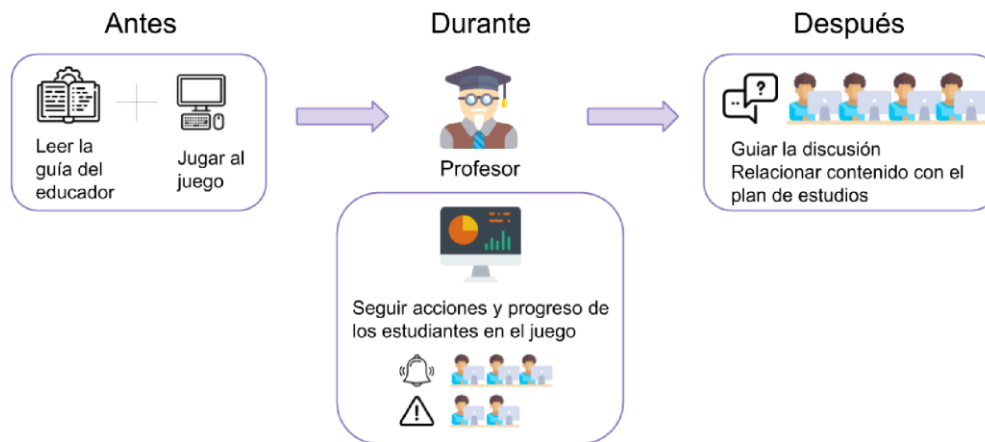 Antes
Durante
Después
Leer la
guía del
educador
Jugar al
juego
Profesor
Seguir acciones y progreso de
los estudiantes en el juego
?
Guiar la discusión
Relacionar contenido con el
plan de estudios